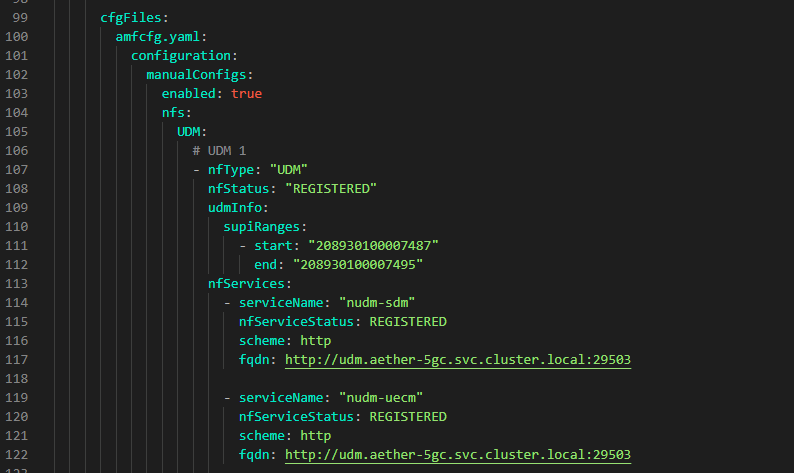 99 cfgFiles:
100 amfcfg.yaml:
101 configuration:
102 manualConfigs:
103 enabled: true
104 nfs:
105 UDM:
106 # UDM 1
107 - nfType: "UDM"
108 nfStatus: "REGISTERED"
109 udmInfo:
110 supiRanges:
111 - start: "208930100007487"
112 end: "208930100007495"
113 nfServices:
114 - serviceName: "nudm-sdm"
115 nfServiceStatus: REGISTERED
116 scheme: http
117 fqdn: http://udm.aether-5gc.svc.cluster.local:29503
118
119 - serviceName: "nudm-uecm"
120 nfServiceStatus: REGISTERED
121 scheme: http
122 fqdn: http://udm.aether-5gc.svc.cluster.local:29503